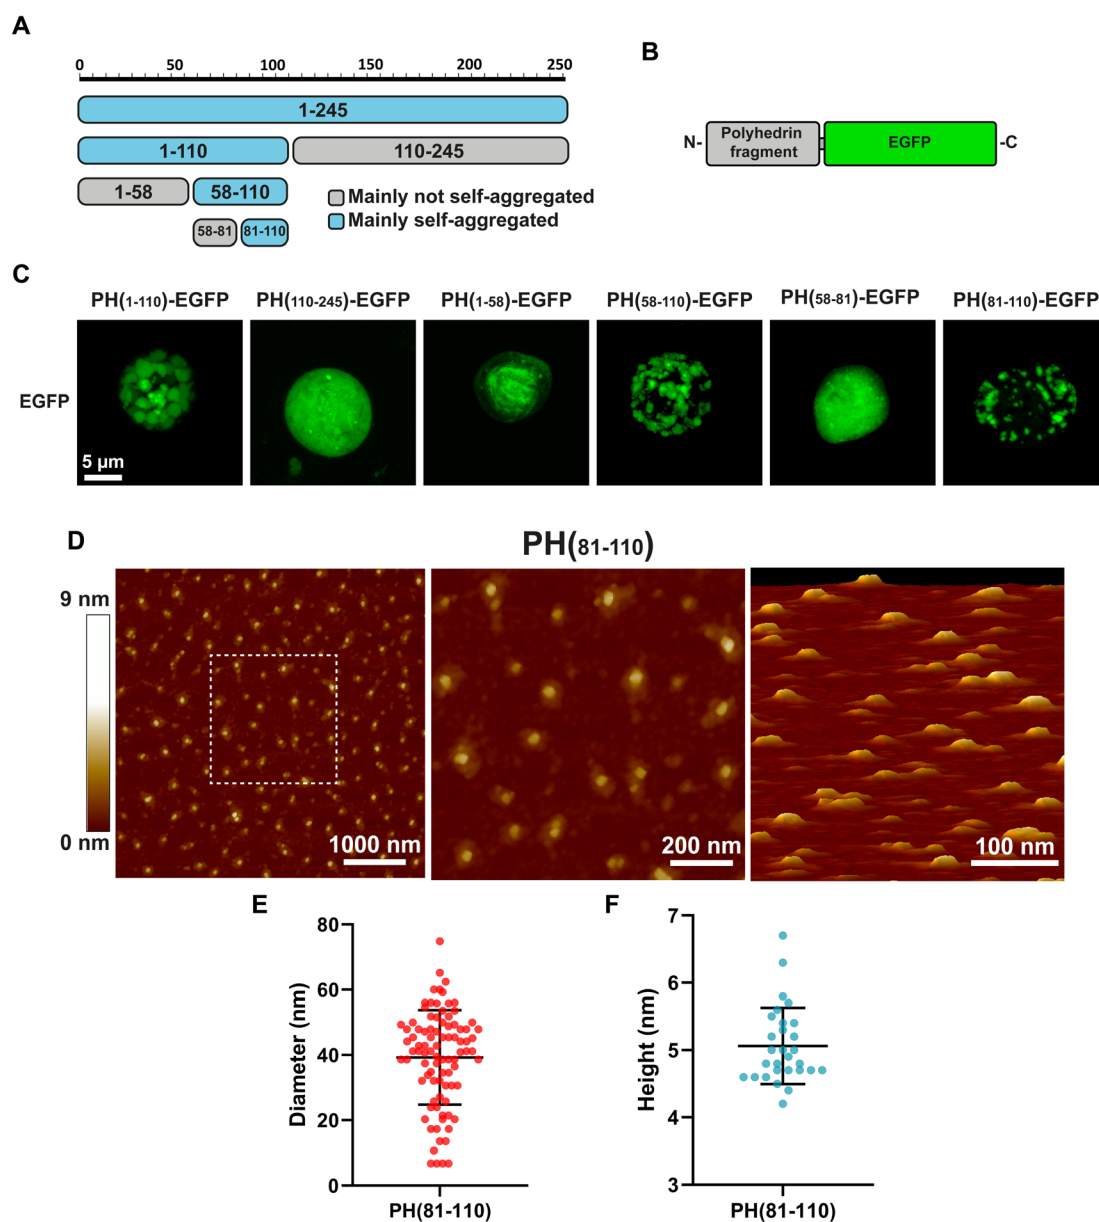 A
0 50 100 150 200 250
1-245
1-110 110-245
1-58 58-110
58-81 81-110
Mainly not self-aggregated
Mainly self-aggregated
B
N- Polyhedrin
fragment
EGFP -C
C
PH(1-110)-EGFP PH(110-245)-EGFP PH(1-58)-EGFP PH(58-110)-EGFP PH(58-81)-EGFP PH(81-110)-EGFP
EGFP
5 µm
D
PH(81-110)
9 nm
0 nm
1000 nm 200 nm 100 nm
E
80
60
40
20
0
Diameter (nm)
PH(81-110)
F
7
6
5
4
3
Height (nm)
PH(81-110)